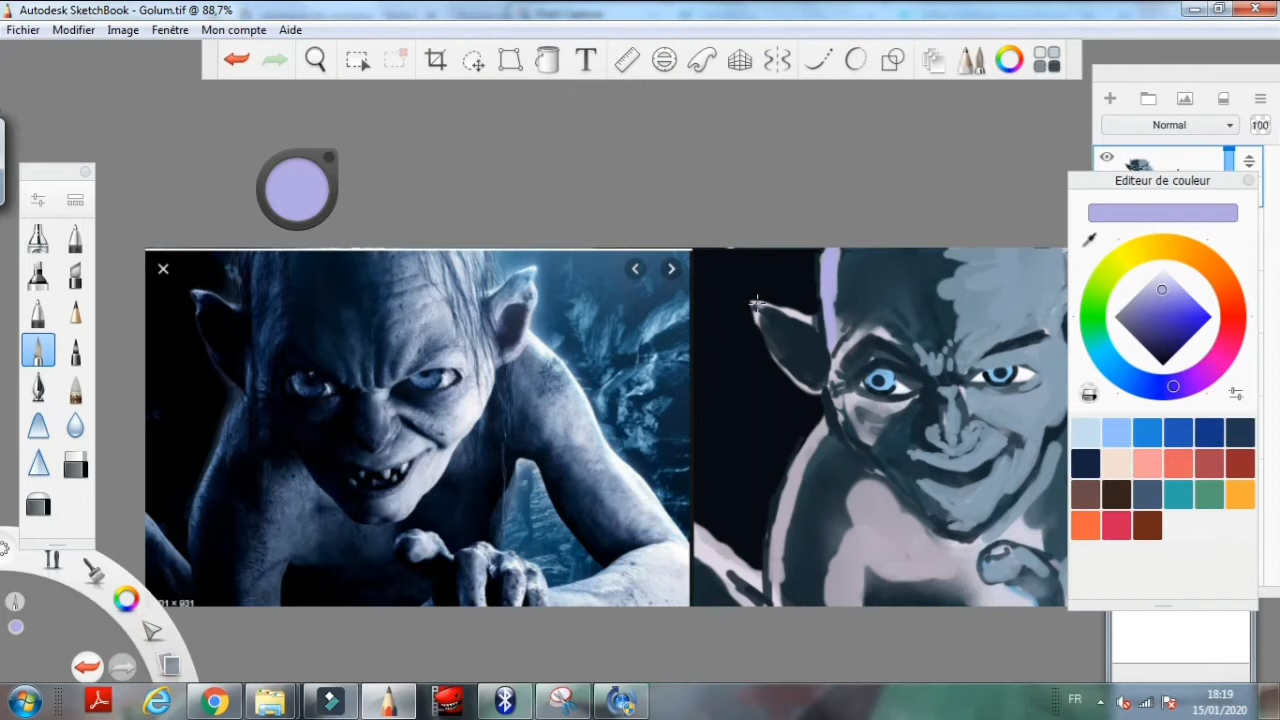 Autodesk SketchBook - Golum.tif @ 88,7%
Fichier Modifier Image Fenêtre Mon compte Aide
T
Normal 100
Editeur de couleur
FR
18:19
15/01/2020